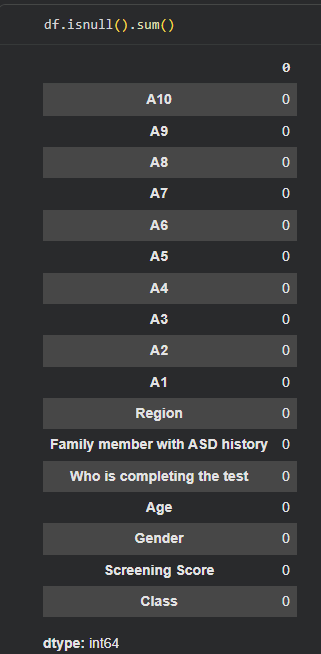 df.isnull().sum()
0
A10 0
A9 0
A8 0
A7 0
A6 0
A5 0
A4 0
A3 0
A2 0
A1 0
Region 0
Family member with ASD history 0
Who is completing the test 0
Age 0
Gender 0
Screening Score 0
Class 0
dtype: int64